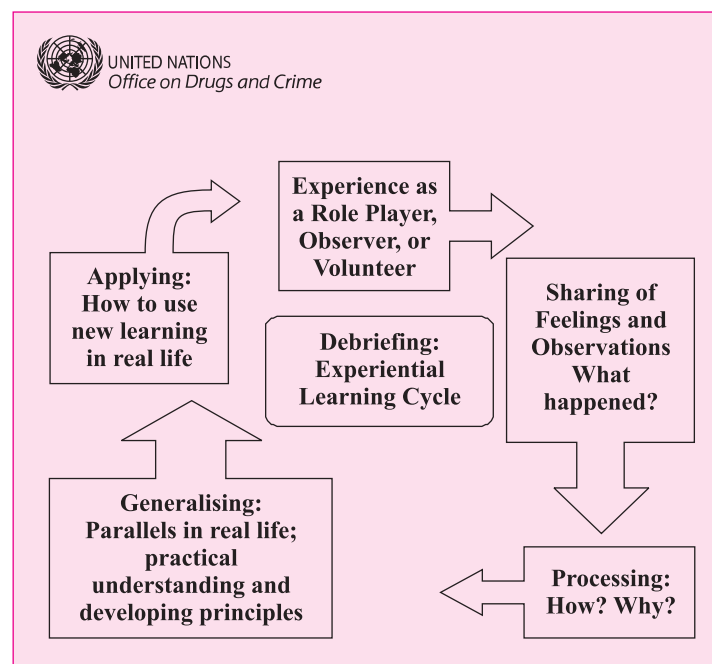 UNITED NATIONS
Office on Drugs and Crime
Experience as
a Role Player,
Observer, or
Volunteer
Sharing of
Feelings and
Observations
What
happened?
Processing:
How? Why?
Generalising:
Parallels in real life;
practical
understanding and
developing principles
Applying:
How to use
new learning
in real life
Debriefing:
Experiential
Learning Cycle